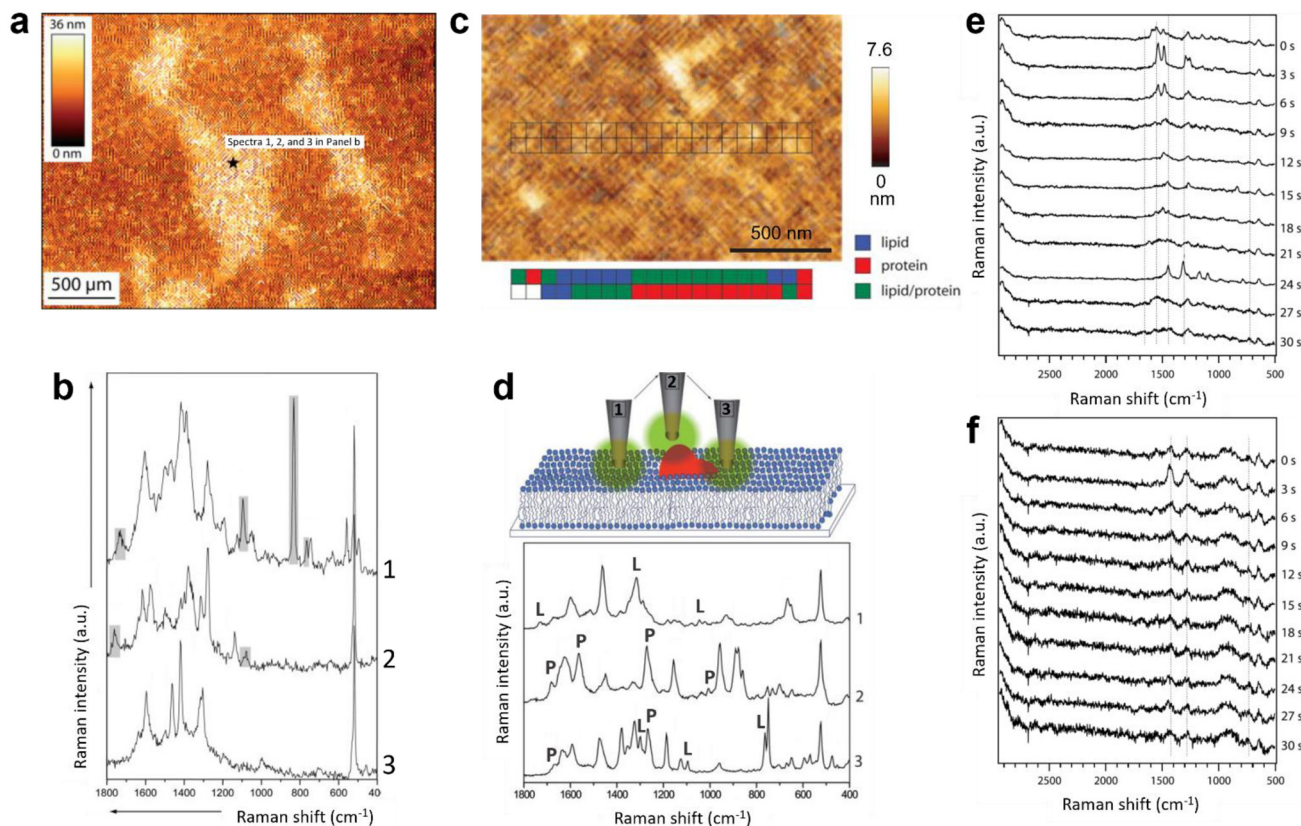 a
36 nm
0 nm
Spectra 1, 2, and 3 in Panel b
500 µm
b
Raman intensity (a.u.)
1
2
3
1800 1600 1400 1200 1000 800 600 400
Raman shift (cm⁻¹)
c
7.6
0
nm
500 nm
lipid
protein
lipid/protein
d
1
2
3
Raman intensity (a.u.)
L
L
L
1
P
P
P
P
2
P
L
P
L
L
3
1800 1600 1400 1200 1000 800 600 400
Raman shift (cm⁻¹)
e
Raman intensity (a.u.)
0 s
3 s
6 s
9 s
12 s
15 s
18 s
21 s
24 s
27 s
30 s
2500 2000 1500 1000 500
Raman shift (cm⁻¹)
f
Raman intensity (a.u.)
0 s
3 s
6 s
9 s
12 s
15 s
18 s
21 s
24 s
27 s
30 s
2500 2000 1500 1000 500
Raman shift (cm⁻¹)